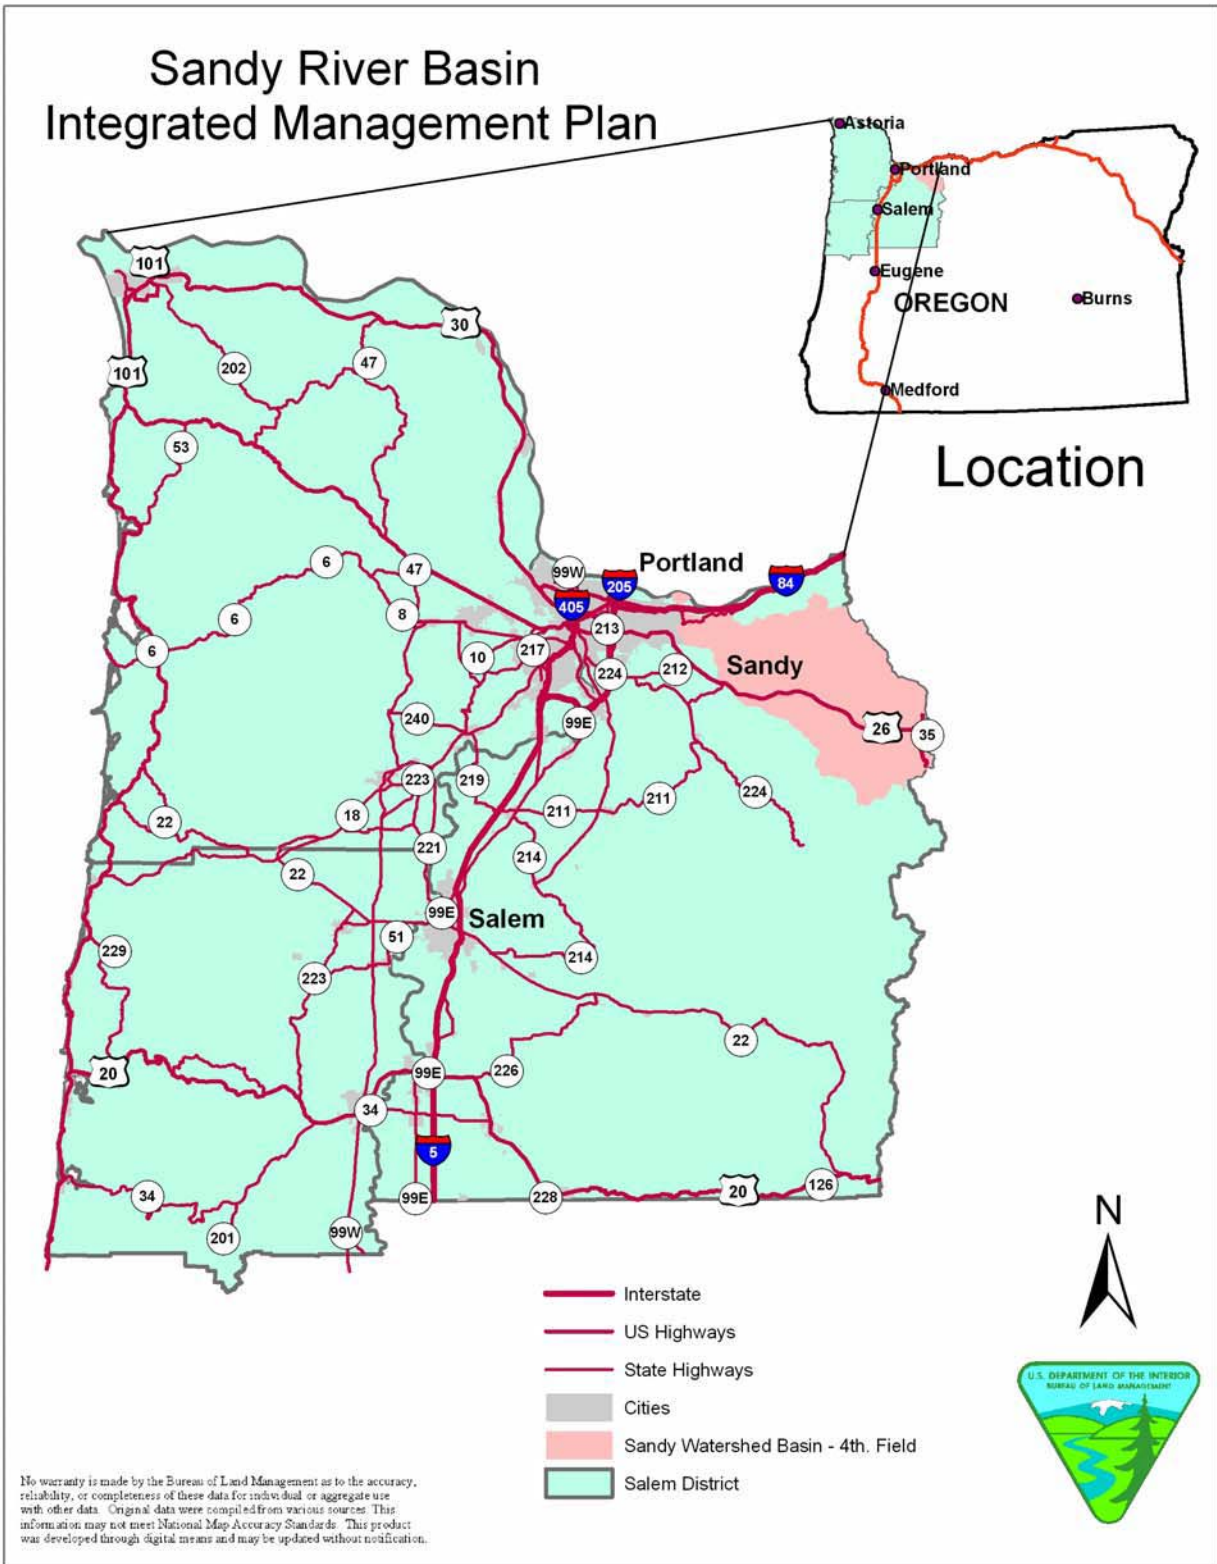 Sandy River Basin
Integrated Management Plan
Astoria
Portland
Salem
Eugene
OREGON
Burns
Medford
Location
101
30
101
202
47
53
6
47
99W
Portland
205
84
405
6
8
213
6
10
217
Sandy
224
212
240
99E
26
35
223
219
224
18
211
211
22
221
214
22
99E
Salem
51
229
214
223
22
20
99E
226
34
5
34
99E
228
20
126
201
99W
N
Interstate
US Highways
State Highways
Cities
Sandy Watershed Basin - 4th. Field
Salem District
U.S. DEPARTMENT OF THE INTERIOR
BUREAU OF LAND MANAGEMENT
No warranty is made by the Bureau of Land Management as to the accuracy,
reliability, or completeness of these data for individual or aggregate use
with other data. Original data were compiled from various sources. This
information may not meet National Map Accuracy Standards. This product
was developed through digital means and may be updated without notification.